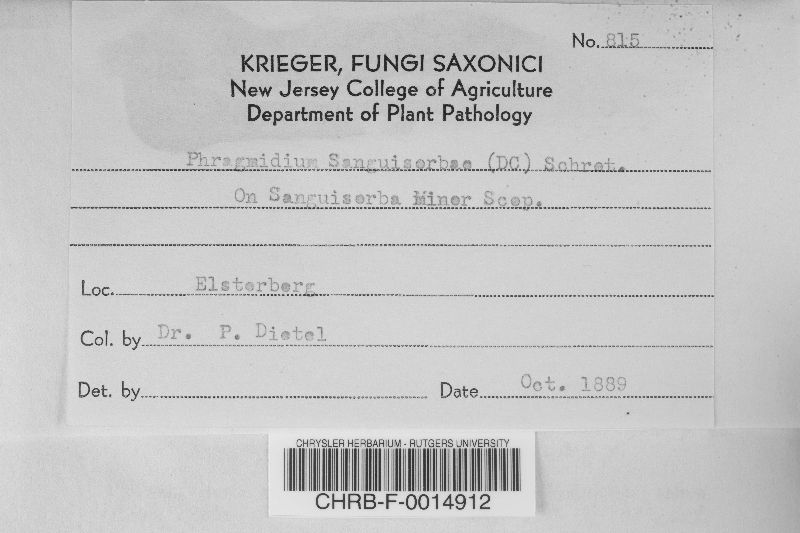 No. 815
KRIEGER, FUNGI SAXONICI
New Jersey College of Agriculture
Department of Plant Pathology
Phragmidium Sanguisorbae (DC) Schret.
On Sanguisorba Minor Scop.
Loc. Elsterberg
Col. by Dr. P. Dietel
Det. by
Date Oct. 1889
CHRYSLER HERBARIUM - RUTGERS UNIVERSITY
CHRB-F-0014912